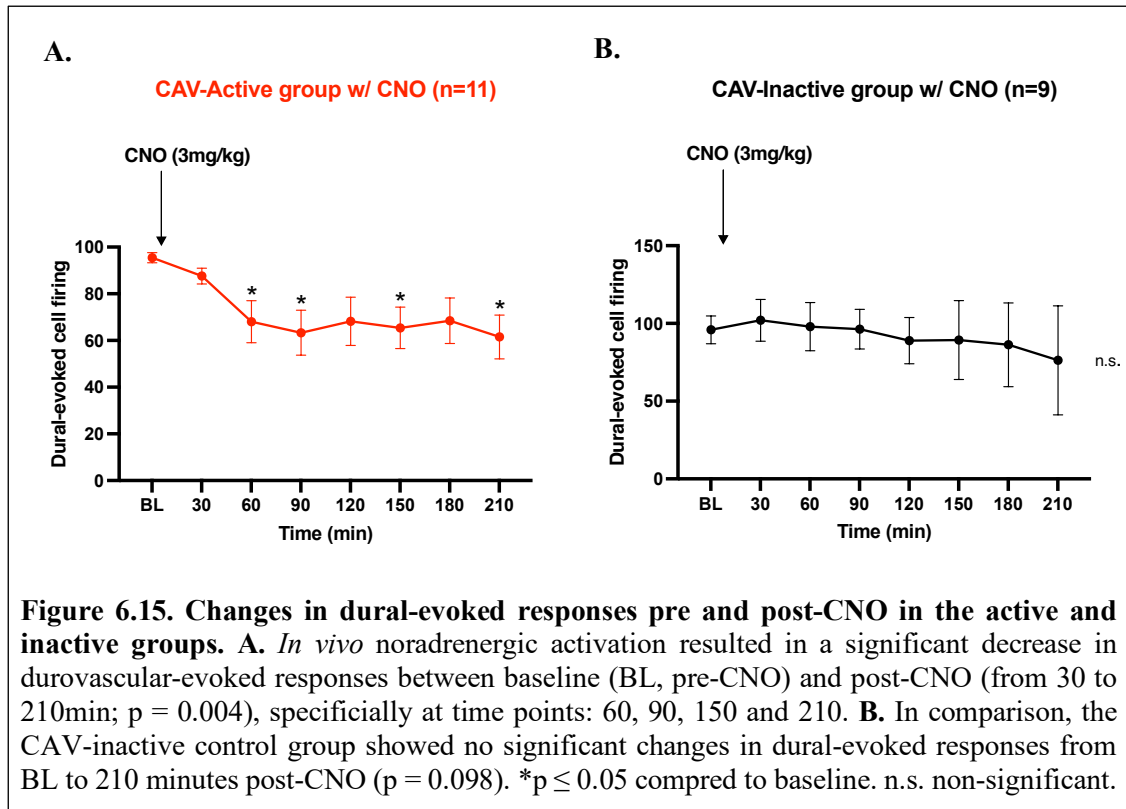 A.
CAV-Active group w/ CNO (n=11)
CNO (3mg/kg)
100
80
60
40
20
0
Dural-evoked cell firing
* * * *
BL 30 60 90 120 150 180 210
Time (min)
B.
CAV-Inactive group w/ CNO (n=9)
CNO (3mg/kg)
150
100
50
0
Dural-evoked cell firing
n.s.
BL 30 60 90 120 150 180 210
Time (min)
Figure 6.15. Changes in dural-evoked responses pre and post-CNO in the active and
inactive groups. A. In vivo noradrenergic activation resulted in a significant decrease in
durovascular-evoked responses between baseline (BL, pre-CNO) and post-CNO (from 30 to
210min; p = 0.004), specificially at time points: 60, 90, 150 and 210. B. In comparison, the
CAV-inactive control group showed no significant changes in dural-evoked responses from
BL to 210 minutes post-CNO (p = 0.098). *p ≤ 0.05 compred to baseline. n.s. non-significant.